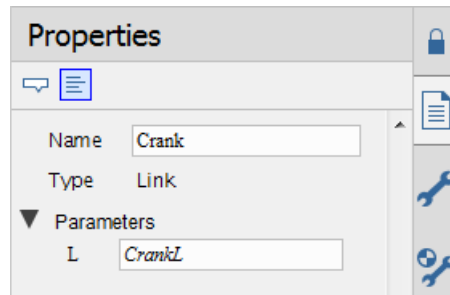 Properties
Name Crank
Type Link
Parameters
L CrankL